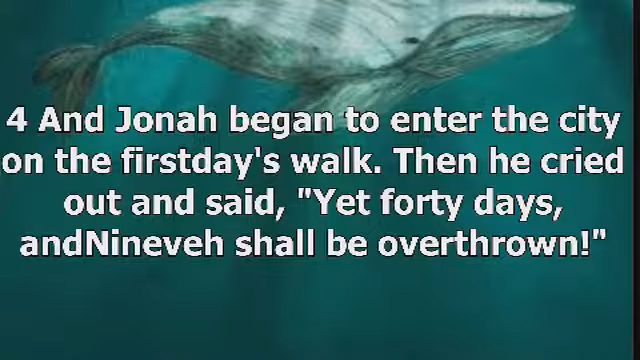 4 And Jonah began to enter the city
on the firstday's walk. Then he cried
out and said, "Yet forty days,
andNineveh shall be overthrown!"